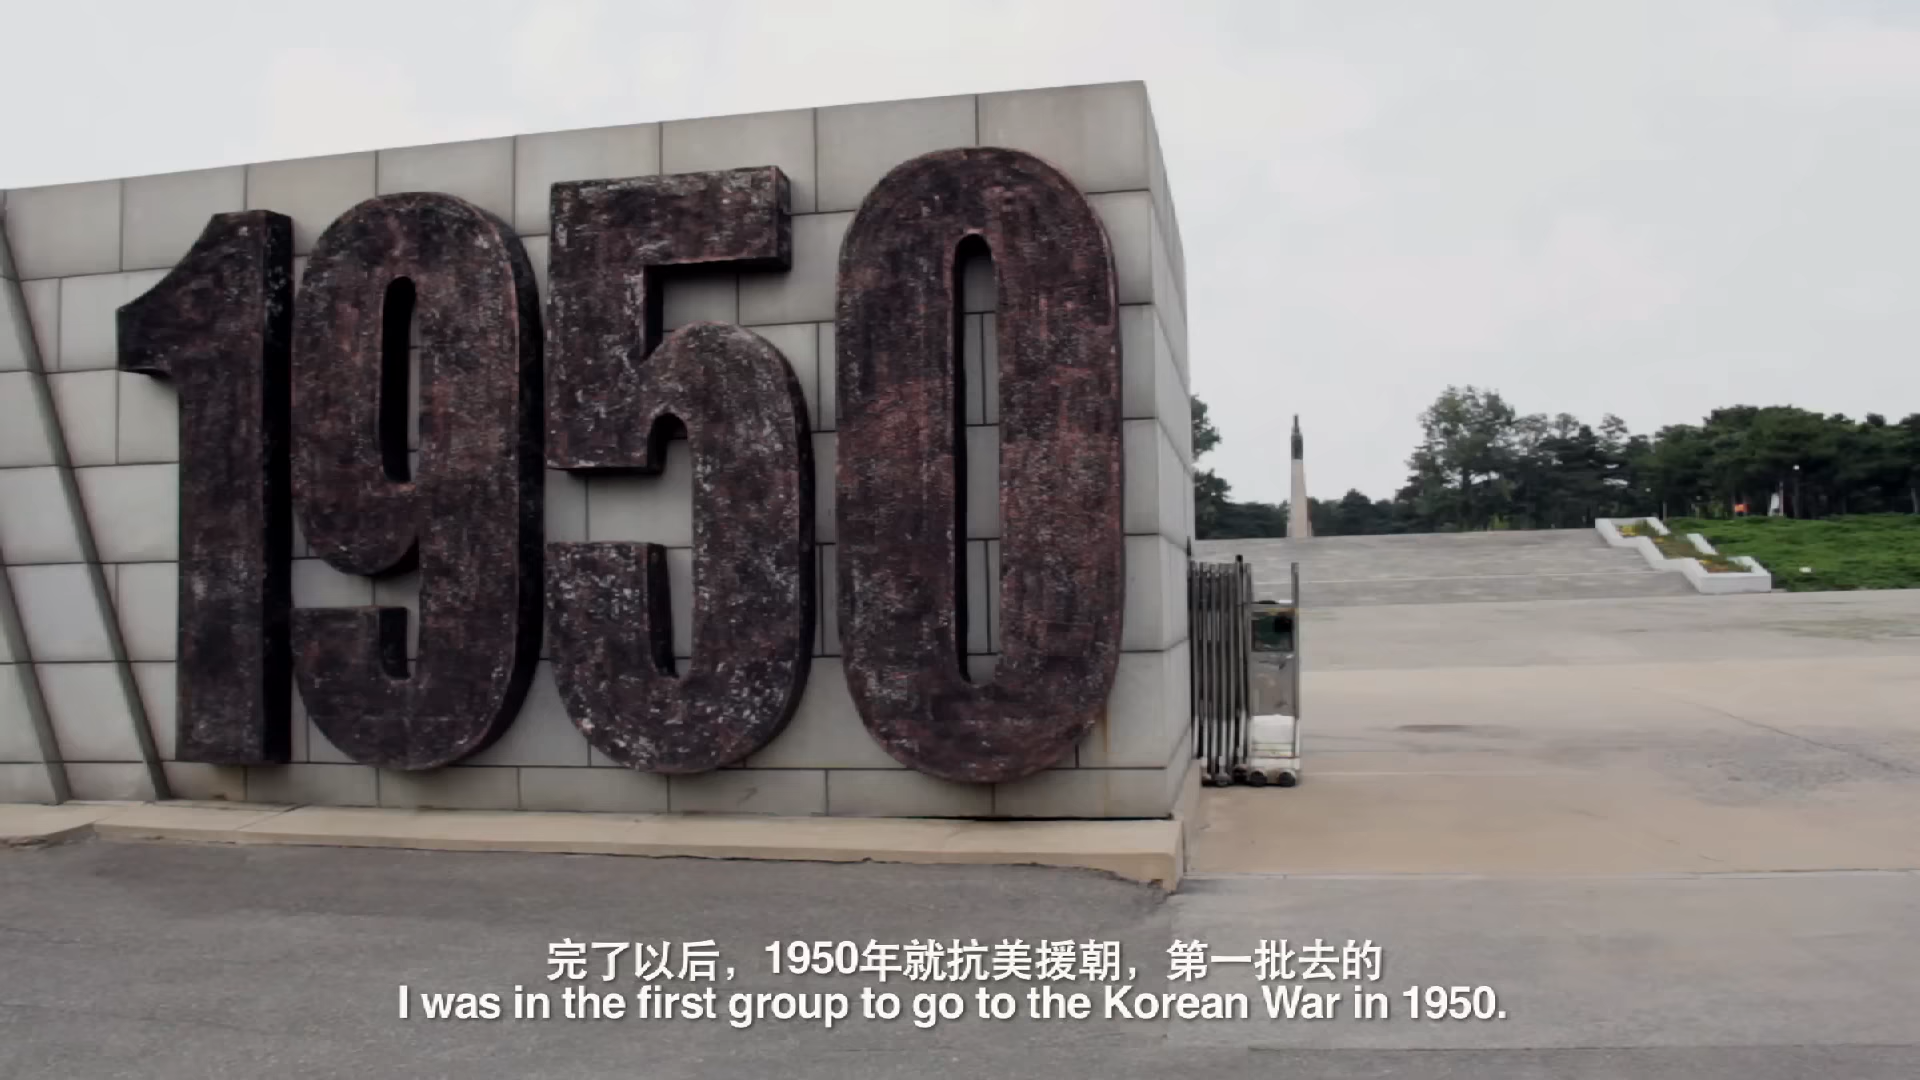 1950
完了以后，1950年就抗美援朝，第一批去的
I was in the first group to go to the Korean War in 1950.